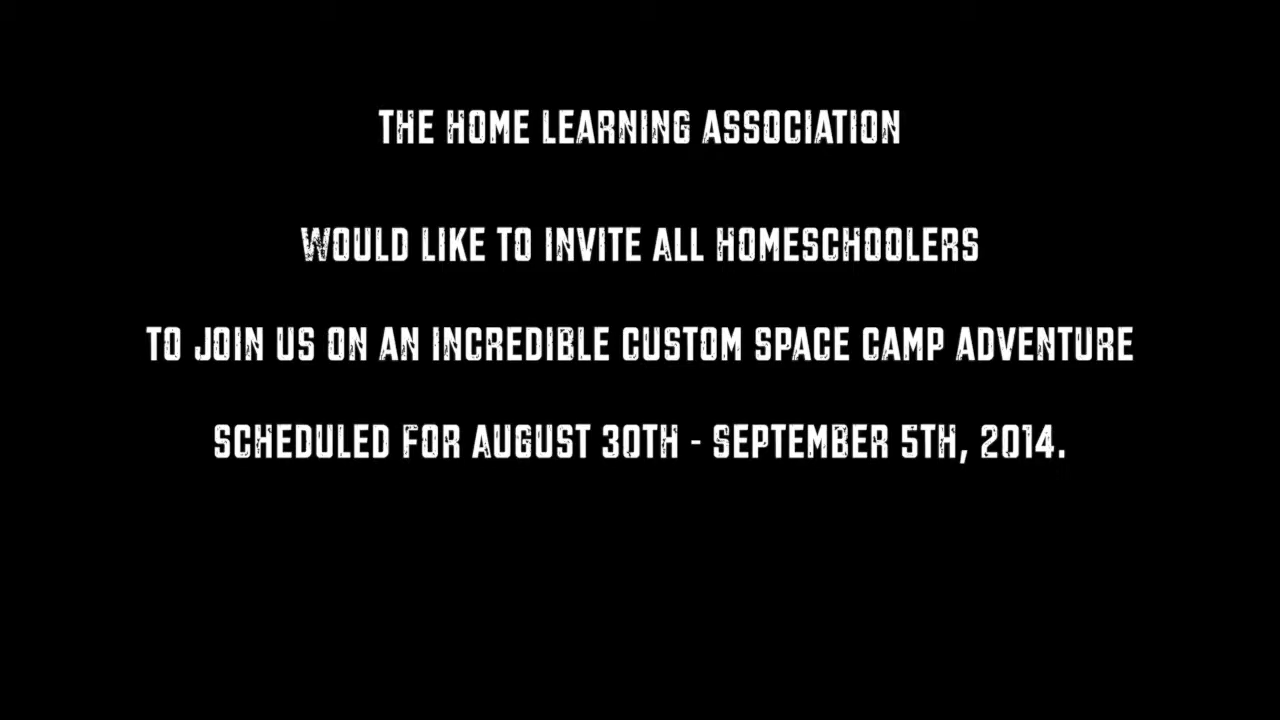 THE HOME LEARNING ASSOCIATION
WOULD LIKE TO INVITE ALL HOMESCHOOLERS
TO JOIN US ON AN INCREDIBLE CUSTOM SPACE CAMP ADVENTURE
SCHEDULED FOR AUGUST 30TH - SEPTEMBER 5TH, 2014.